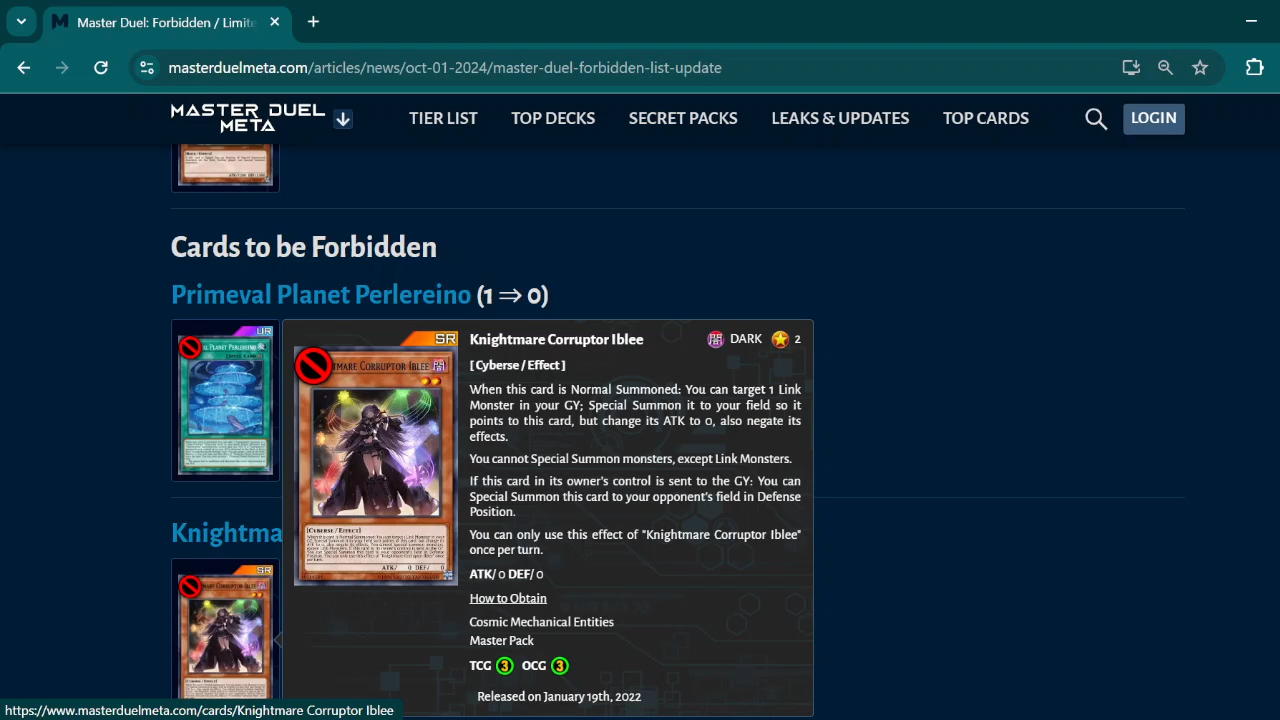 Master Duel: Forbidden / Limite
masterduelmeta.com/articles/news/oct-01-2024/master-duel-forbidden-list-update
MASTER DUEL
META
TIER LIST
TOP DECKS
SECRET PACKS
LEAKS & UPDATES
TOP CARDS
LOGIN
Cards to be Forbidden
Primeval Planet Perlereino (1 ⇒ 0)
UR
SR
Knightmare Corruptor Iblee
DARK
2
[ Cyberse / Effect ]
When this card is Normal Summoned: You can target 1 Link
Monster in your GY; Special Summon it to your field so it
points to this card, but change its ATK to 0, also negate its
effects.
You cannot Special Summon monsters, except Link Monsters.
If this card in its owner's control is sent to the GY: You can
Special Summon this card to your opponent's field in Defense
Position.
You can only use this effect of "Knightmare Corruptor Iblee"
once per turn.
ATK/ 0 DEF/ 0
How to Obtain
Cosmic Mechanical Entities
Master Pack
TCG 3 OCG 3
Released on January 19th, 2022
Knightma
SR
https://www.masterduelmeta.com/cards/Knightmare Corruptor Iblee